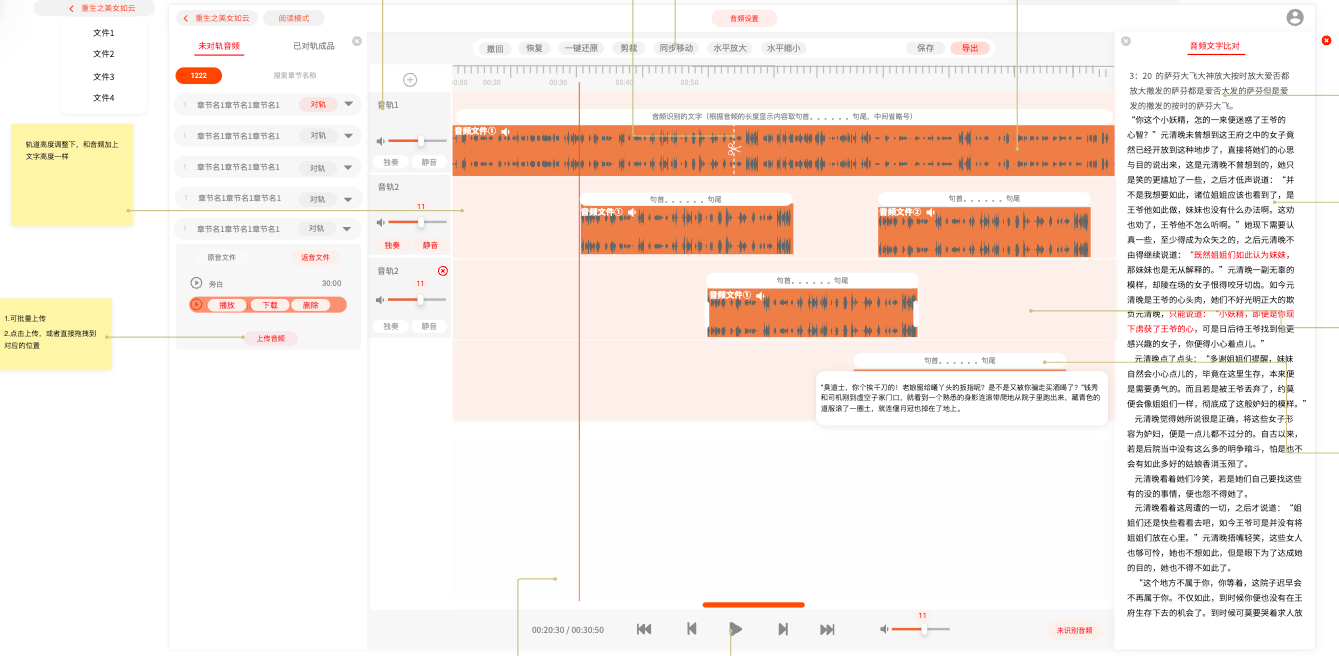 重生之美女如云
文件1
文件2
文件3
文件4
轨道高度调整下，和音频加上
文字高度一样
1.可批量上传
2.点击上传，或者直接拖拽到
对应的位置
重生之美女如云
阅读模式
音频设置
未对轨音频
已对轨成品
1222
搜索章节名称
1 章节名1章节名1章节名1 对轨
1 章节名1章节名1章节名1 对轨
1 章节名1章节名1章节名1 对轨
1 章节名1章节名1章节名1 对轨
1 章节名1章节名1章节名1 对轨
原音文件
返音文件
旁白
30:00
播放
下载
删除
上传音频
撤回
恢复
一键还原
剪裁
同步移动
水平放大
水平缩小
保存
导出
0:00 00:20 00:30 00:40 00:50
音轨1
独奏
静音
音轨2
11
独奏
静音
音轨2
11
独奏
静音
音频识别的文字（根据音频的长度显示内容取句首。。。。。。句尾，中间省略号）
音频文件①
句首。。。。。。句尾
音频文件①
句首。。。。。。句尾
音频文件②
句首。。。。。。句尾
音频文件①
句首。。。。。。句尾
“臭道士，你个挨千刀的！老娘留给曦丫头的扳指呢？是不是又被你骗走买酒喝了？”钱秀
和司机刚到虚空子家门口，就看到一个熟悉的身影连滚带爬地从院子里跑出来，藏青色的
道服滚了一圈土，就连偃月冠也掉在了地上。
00:20:30 / 00:30:50
11
未识别音频
音频文字比对
3：20 的萨芬大飞大神放大按时放大爱否都
放大撒发的萨芬都是爱否大发的萨芬但是爱
发的撒发的按时的萨芬大飞。
“你这个小妖精，怎的一来便迷惑了王爷的
心智？”元清晚未曾想到这王府之中的女子竟
然已经开放到这种地步了，直接将她们的心思
与目的说出来，这是元清晚不曾想到的，她只
是笑的更尴尬了一些，之后才低声说道：“并
不是我想要如此，诸位姐姐应该也看到了，是
王爷他如此做，妹妹也没有什么办法啊。这劝
也劝了，王爷他不怎么听啊。”她现下需要认
真一些，至少得成为众矢之的，之后元清晚不
由得继续说道：“既然姐姐们如此认为妹妹，
那妹妹也是无从解释的。”元清晚一副无辜的
模样，却陵在场的女子恨得咬牙切齿。如今元
清晚是王爷的心头肉，她们不好光明正大的欺
负元清晚，只能说道：“小妖精，即便是你现
下虏获了王爷的心，可是日后待王爷找到他更
感兴趣的女子，你便得小心着点儿。”
元清晚点了点头：“多谢姐姐们提醒，妹妹
自然会小心点儿的，毕竟在这里生存，本来便
是需要勇气的。而且若是被王爷丢弃了，约莫
便会像姐姐们一样，彻底成了这般妒妇的模样。”
元清晚觉得她所说很是正确，将这些女子形
容为妒妇，便是一点儿都不过分的。自古以来，
若是后院当中没有这么多的明争暗斗，怕是也不
会有如此多好的姑娘香消玉殒了。
元清晚看着她们冷笑，若是她们自己要找这些
有的没的事情，便也怨不得她了。
元清晚看着这周遭的一切，之后才说道：“姐
姐们还是快些看看去吧，如今王爷可是并没有将
姐姐们放在心里。”元清晚捂嘴轻笑，这些女人
也够可怜，她也不想如此，但是眼下为了达成她
的目的，她也不得不如此了。
“这个地方不属于你，你等着，这院子迟早会
不再属于你。不仅如此，到时候你便也没有在王
府生存下去的机会了。到时候可莫要哭着求人放